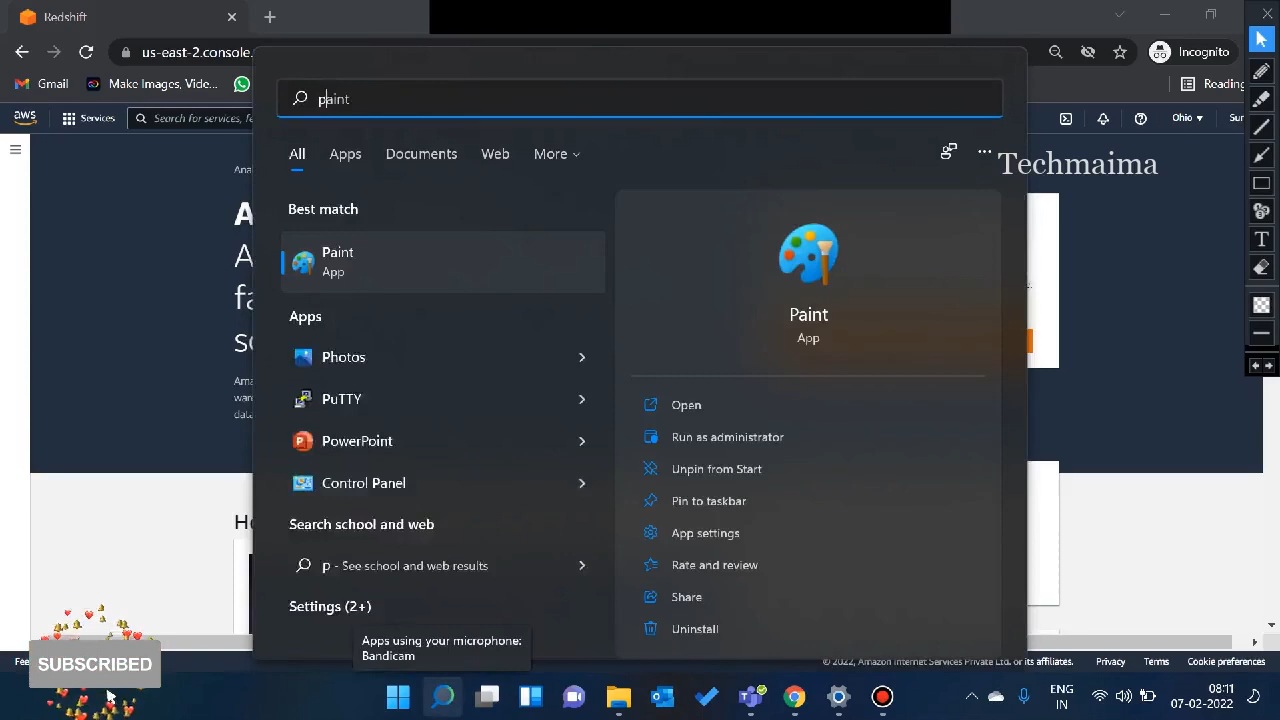 Redshift
us-east-2.console.
Incognito
Gmail
Make Images, Vide...
Reading
aws
Services
Search for services, fe
Ohio
Sur
paint
All
Apps
Documents
Web
More
Techmaima
Best match
Paint
App
Apps
Photos
PuTTY
PowerPoint
Control Panel
Search school and web
p - See school and web results
Settings (2+)
Paint
App
Open
Run as administrator
Unpin from Start
Pin to taskbar
App settings
Rate and review
Share
Uninstall
Apps using your microphone:
Bandicam
SUBSCRIBED
© 2022, Amazon Internet Services Private Ltd. or its affiliates.
Privacy
Terms
Cookie preferences
ENG
IN
08:11
07-02-2022